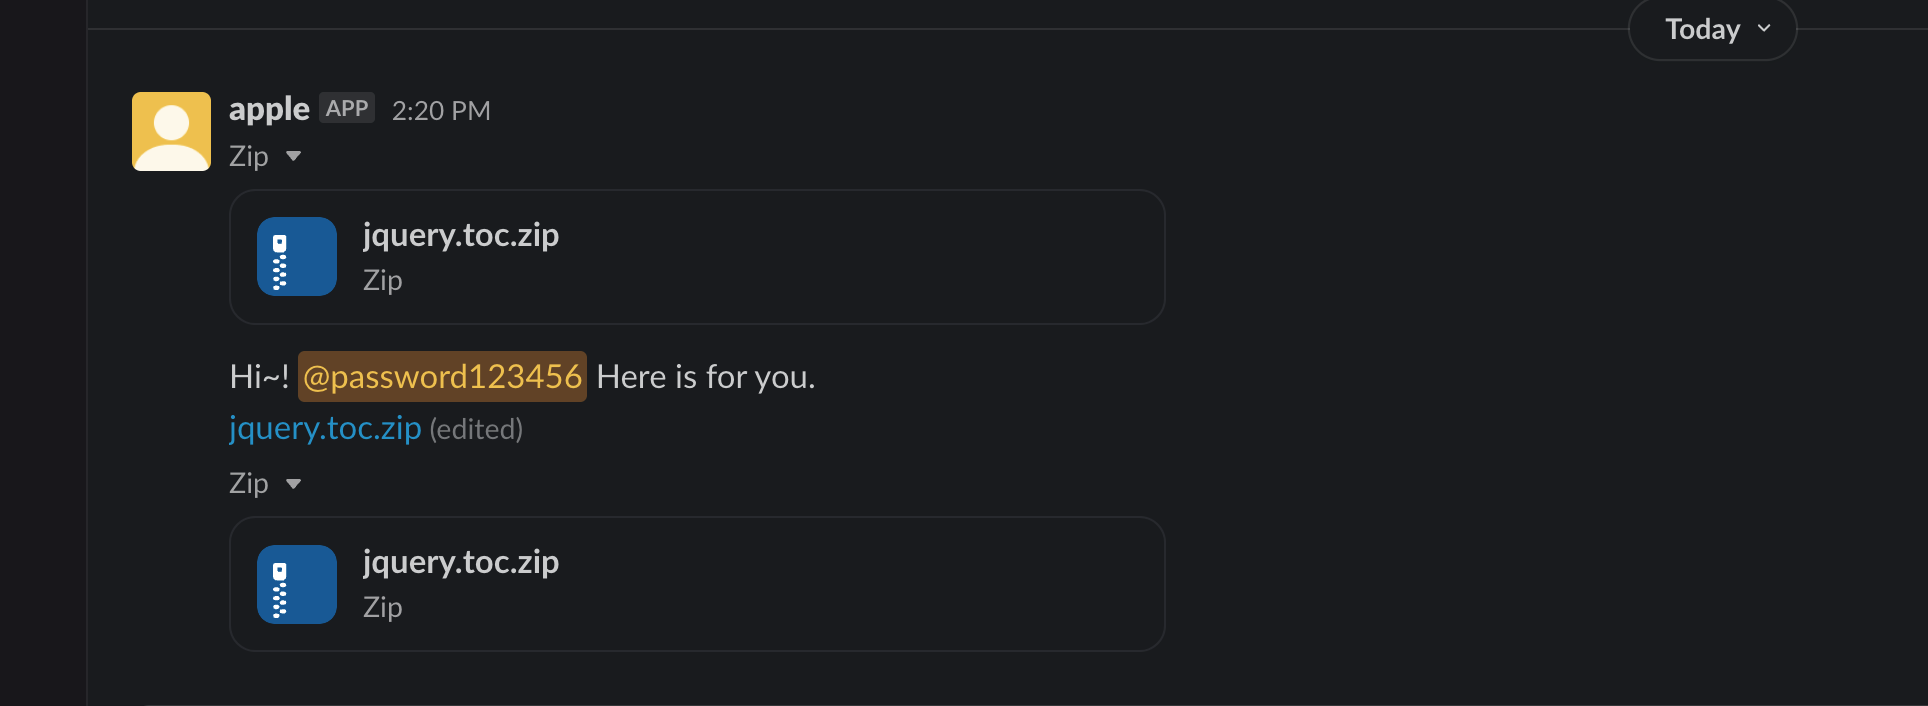 Today
apple APP 2:20 PM
Zip
jquery.toc.zip
Zip
Hi~! @password123456 Here is for you.
jquery.toc.zip (edited)
Zip
jquery.toc.zip
Zip